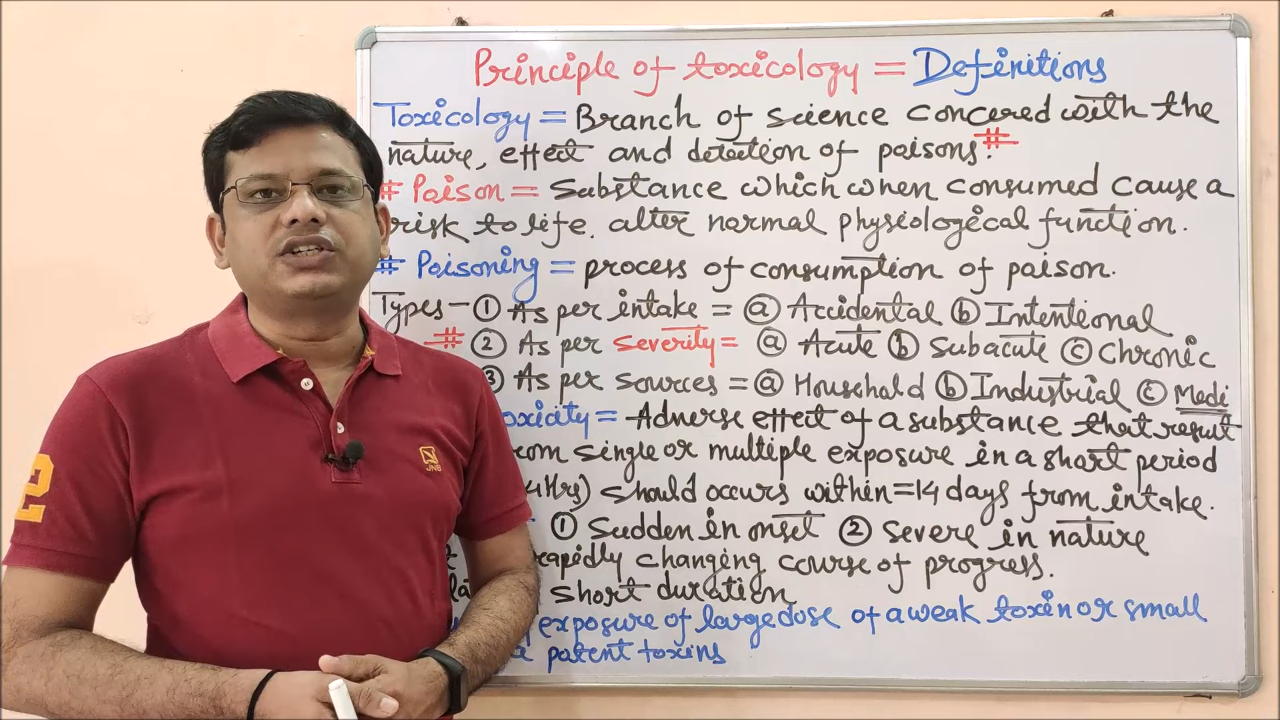 Principle of toxicology = Definitions
Toxicology = Branch of science concered with the
nature, effect and detection of poisons. #
# Poison = Substance which when consumed cause a
risk to life. alter normal physiological function.
# Poisoning = process of consumption of poison.
Types - ① As per intake = ⓐ Accidental ⓑ Intentional
# ② As per severity = ⓐ Acute ⓑ Subacute ⓒ Chronic
③ As per sources = ⓐ Household ⓑ Industrial ⓒ Medi
oxicity = Adverse effect of a substance that result
om single or multiple exposure in a short period
4Hrs) should occurs within = 14 days from intake.
① Sudden in onset ② Severe in nature
rapidly changing course of progress.
short duration
exposure of large dose of a weak toxin or small
a potent toxins
JNB
2